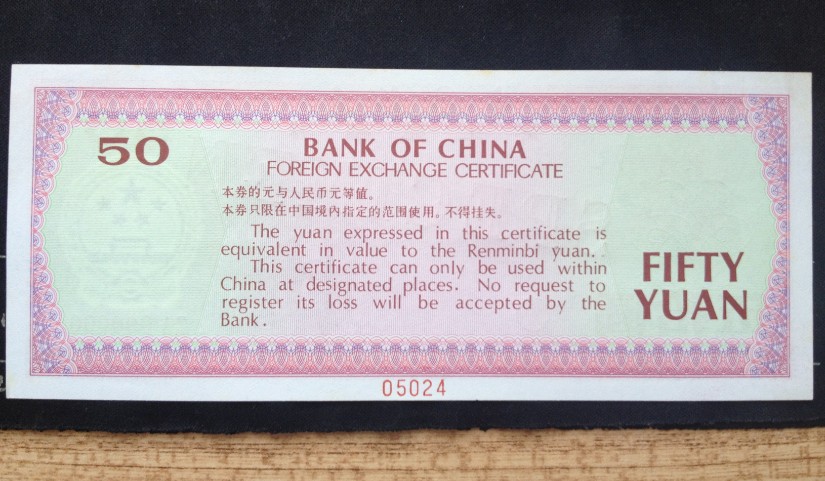 50
BANK OF CHINA
FOREIGN EXCHANGE CERTIFICATE
本券的元与人民币元等值。
本券只限在中国境内指定的范围使用。不得挂失。
The yuan expressed in this certificate is
equivalent in value to the Renminbi yuan.
This certificate can only be used within
China at designated places. No request to
register its loss will be accepted by the
Bank.
FIFTY
YUAN
05024